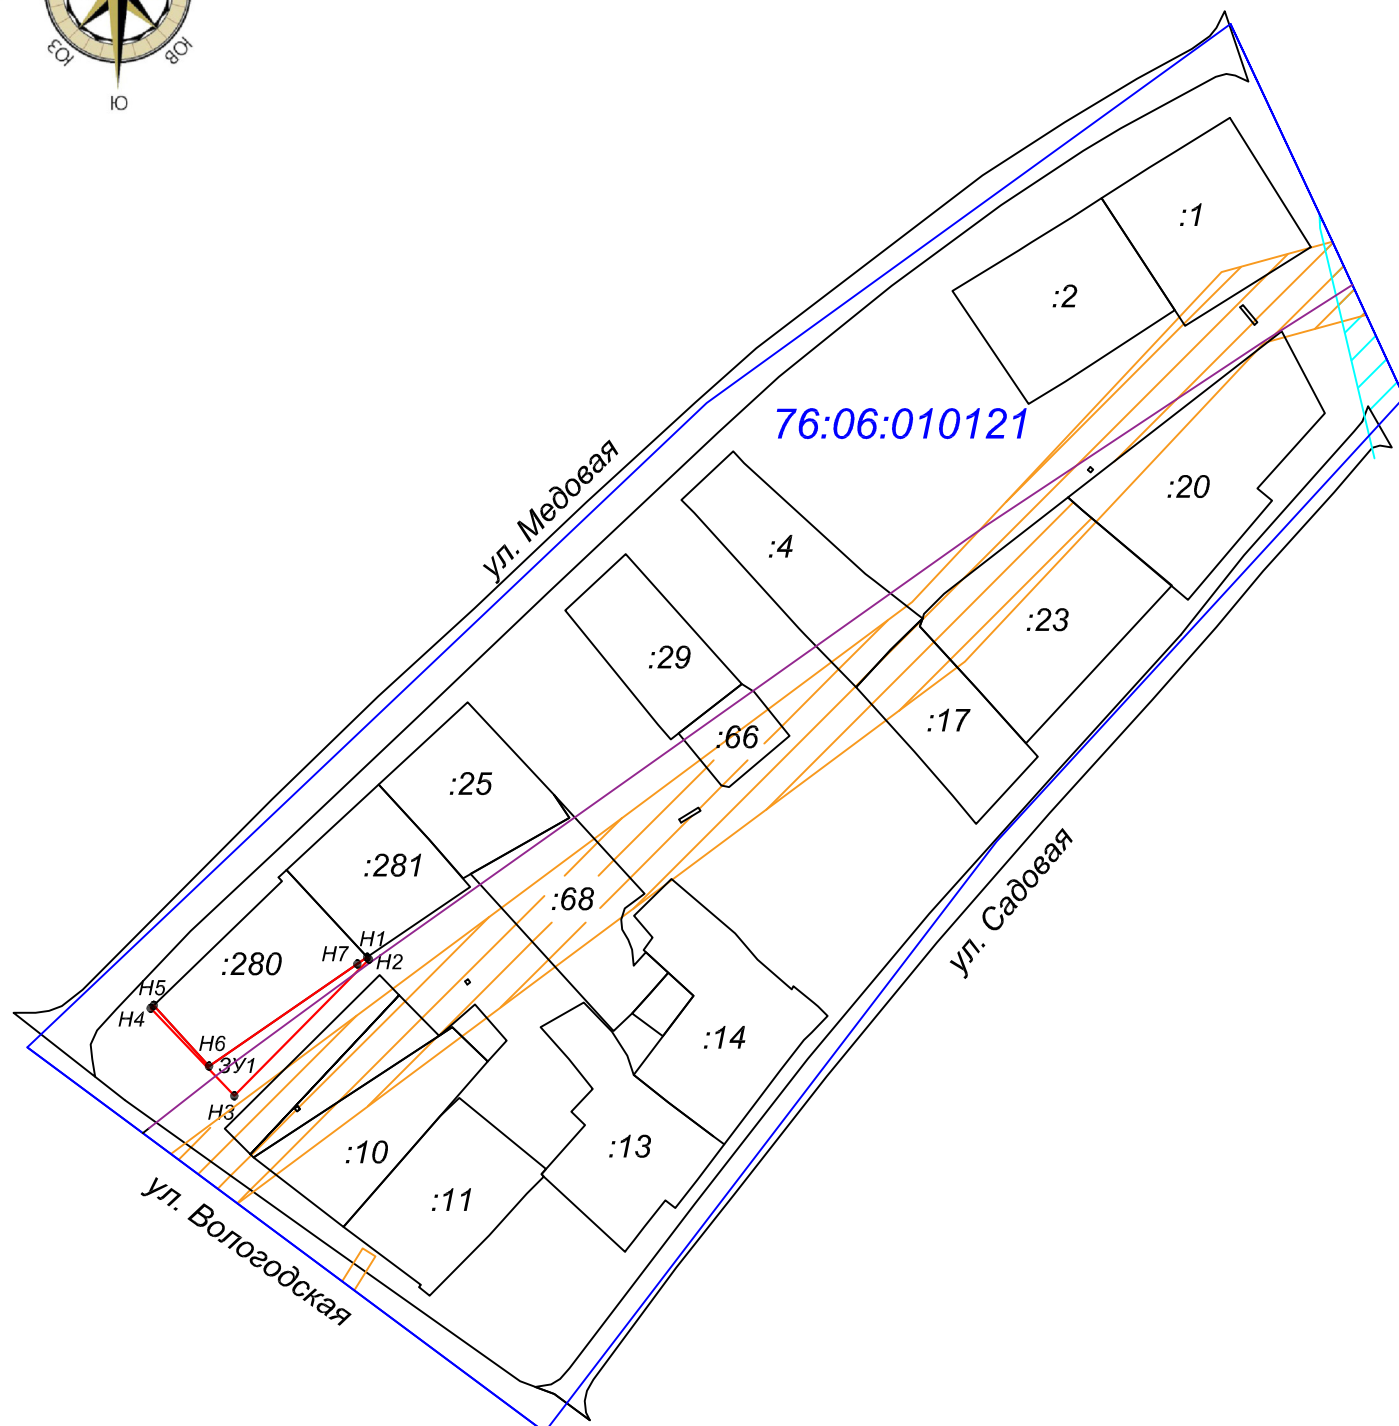 ЮЗ
ЮВ
Ю
:1
:2
76:06:010121
ул. Медовая
:20
:4
:23
:29
:17
:66
:25
:281
:68
ул. Садовая
Н1
Н7
Н2
:280
Н5
Н4
Н6
ЗУ1
Н3
:14
:10
:13
:11
ул. Вологодская